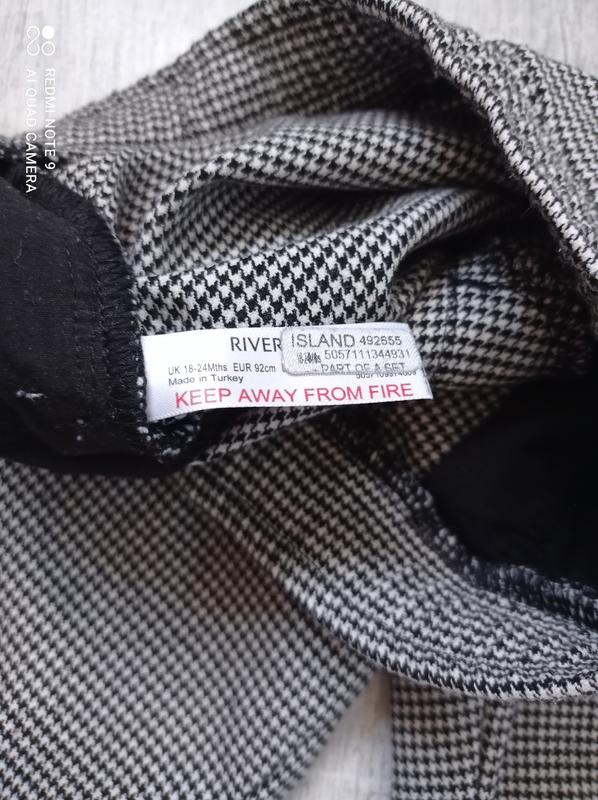 REDMI NOTE 9
AI QUAD CAMERA
RIVER ISLAND 492655
5057111344931
UK 18-24Mths EUR 92cm
PART OF A SET
Made in Turkey
KEEP AWAY FROM FIRE